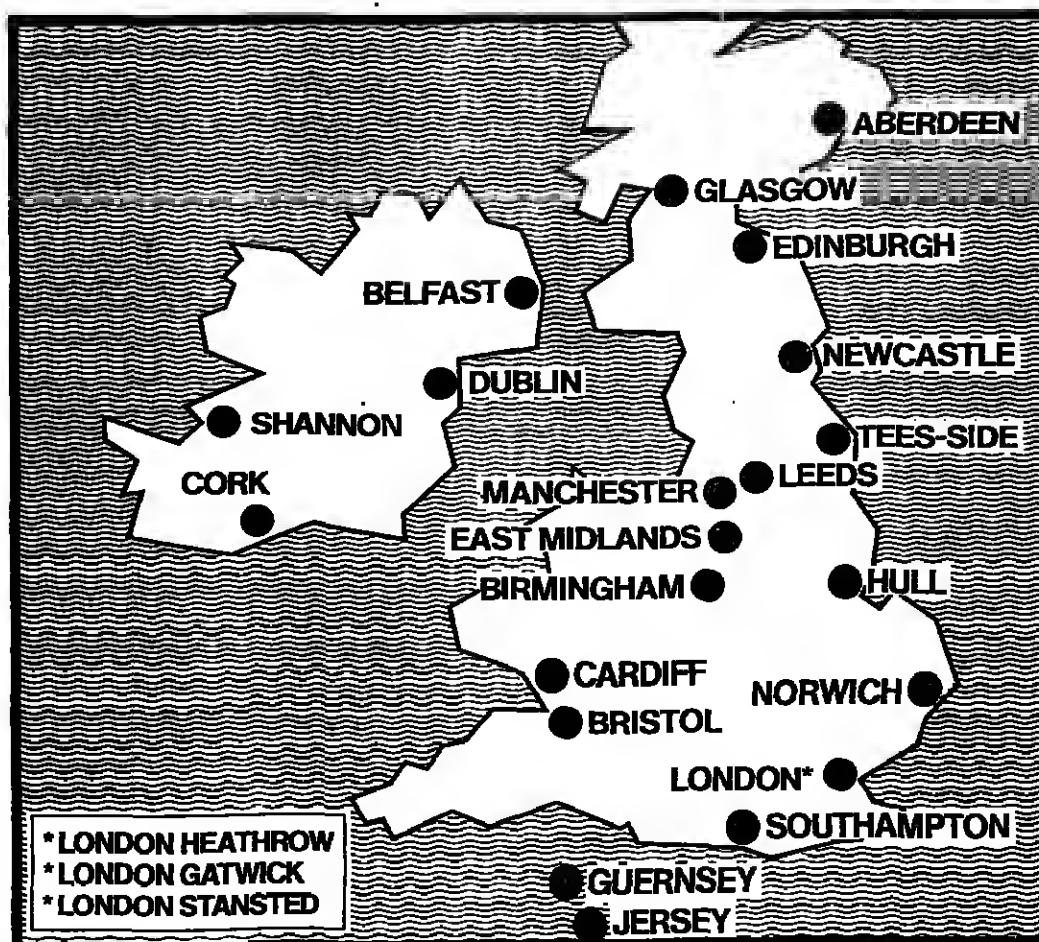 ABERDEEN
GLASGOW
EDINBURGH
BELFAST
NEWCASTLE
DUBLIN
SHANNON
TEES-SIDE
LEEDS
CORK
MANCHESTER
EAST MIDLANDS
BIRMINGHAM
HULL
CARDIFF
NORWICH
BRISTOL
LONDON*
SOUTHAMPTON
*LONDON HEATHROW
*LONDON GATWICK
*LONDON STANSTED
GUERNSEY
JERSEY